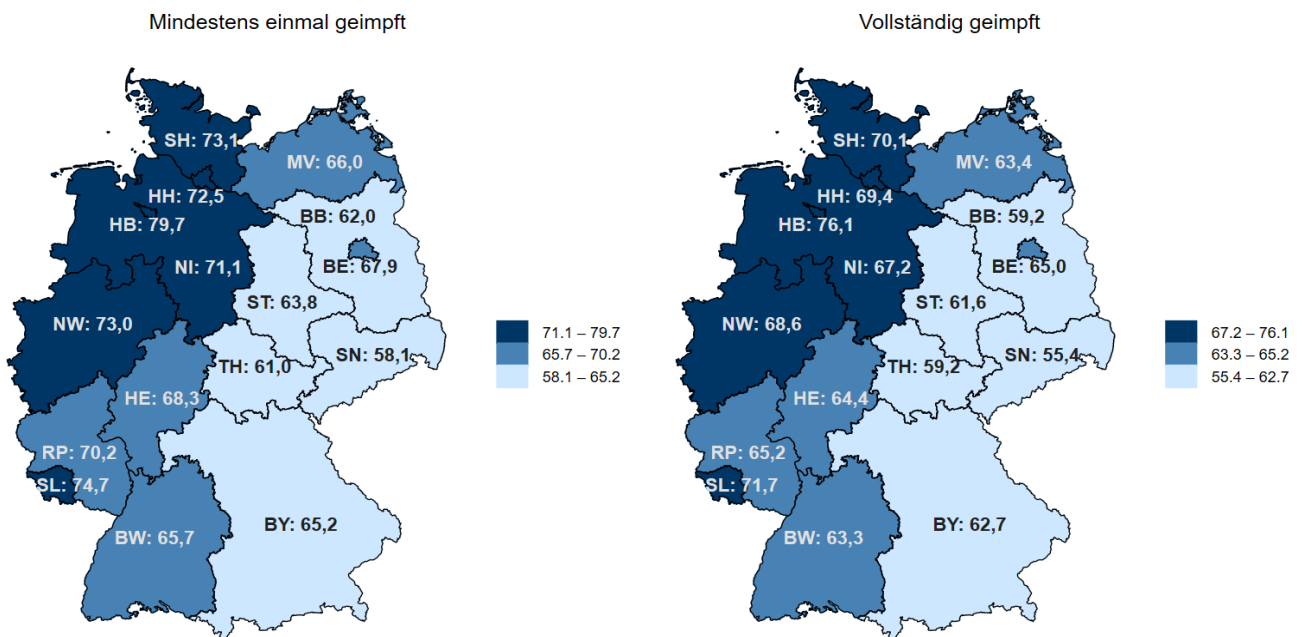 Mindestens einmal geimpft
SH: 73,1
MV: 66,0
HH: 72,5
BB: 62,0
HB: 79,7
NI: 71,1
BE: 67,9
ST: 63,8
NW: 73,0
SN: 58,1
TH: 61,0
HE: 68,3
RP: 70,2
SL: 74,7
BW: 65,7
BY: 65,2
71.1 – 79.7
65.7 – 70.2
58.1 – 65.2
Vollständig geimpft
SH: 70,1
MV: 63,4
HH: 69,4
BB: 59,2
HB: 76,1
NI: 67,2
BE: 65,0
ST: 61,6
NW: 68,6
SN: 55,4
TH: 59,2
HE: 64,4
RP: 65,2
SL: 71,7
BW: 63,3
BY: 62,7
67.2 – 76.1
63.3 – 65.2
55.4 – 62.7